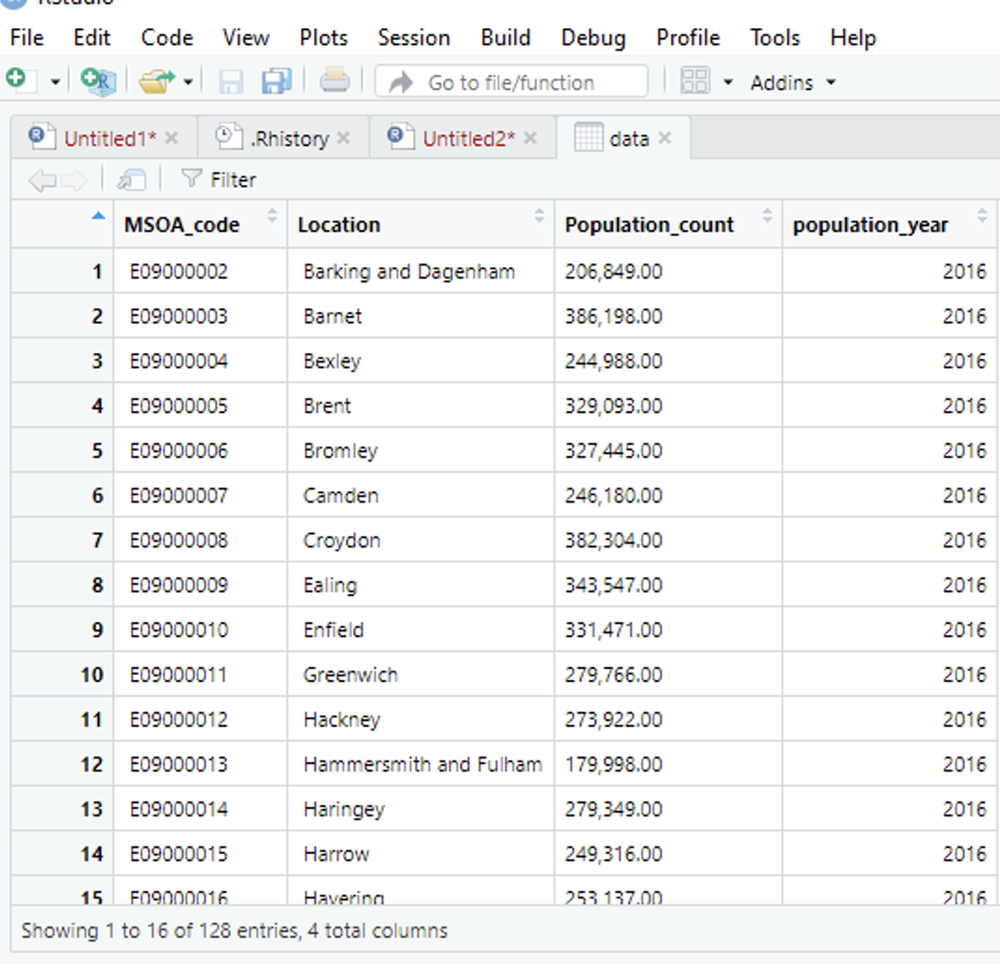 RStudio
File Edit Code View Plots Session Build Debug Profile Tools Help
Go to file/function Addins
Untitled1* .Rhistory Untitled2* data
Filter
MSOA_code Location Population_count population_year
1 E09000002 Barking and Dagenham 206,849.00 2016
2 E09000003 Barnet 386,198.00 2016
3 E09000004 Bexley 244,988.00 2016
4 E09000005 Brent 329,093.00 2016
5 E09000006 Bromley 327,445.00 2016
6 E09000007 Camden 246,180.00 2016
7 E09000008 Croydon 382,304.00 2016
8 E09000009 Ealing 343,547.00 2016
9 E09000010 Enfield 331,471.00 2016
10 E09000011 Greenwich 279,766.00 2016
11 E09000012 Hackney 273,922.00 2016
12 E09000013 Hammersmith and Fulham 179,998.00 2016
13 E09000014 Haringey 279,349.00 2016
14 E09000015 Harrow 249,316.00 2016
15 E09000016 Havering 253,137.00 2016
Showing 1 to 16 of 128 entries, 4 total columns